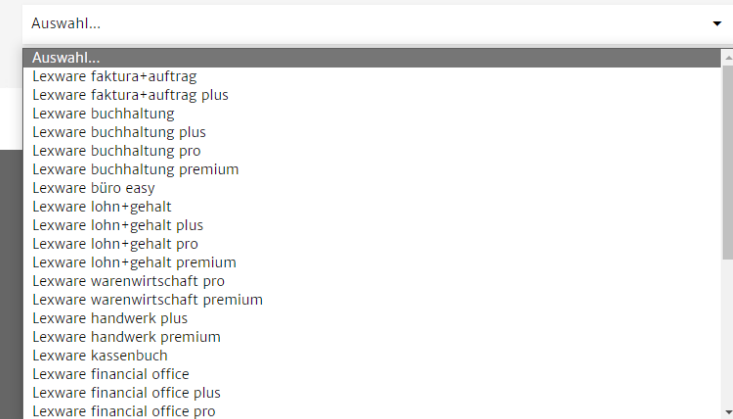 Auswahl...
Auswahl...
Lexware faktura+auftrag
Lexware faktura+auftrag plus
Lexware buchhaltung
Lexware buchhaltung plus
Lexware buchhaltung pro
Lexware buchhaltung premium
Lexware büro easy
Lexware lohn+gehalt
Lexware lohn+gehalt plus
Lexware lohn+gehalt pro
Lexware lohn+gehalt premium
Lexware warenwirtschaft pro
Lexware warenwirtschaft premium
Lexware handwerk plus
Lexware handwerk premium
Lexware kassenbuch
Lexware financial office
Lexware financial office plus
Lexware financial office pro